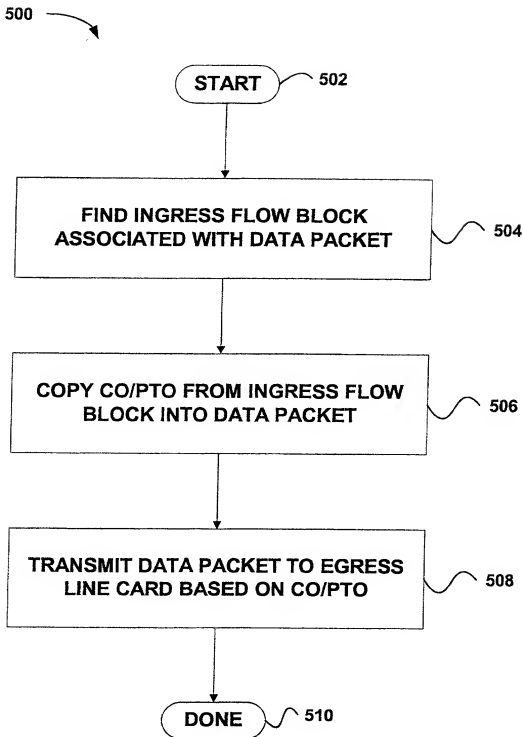 500
START
502
FIND INGRESS FLOW BLOCK
ASSOCIATED WITH DATA PACKET
504
COPY CO/PTO FROM INGRESS FLOW
BLOCK INTO DATA PACKET
506
TRANSMIT DATA PACKET TO EGRESS
LINE CARD BASED ON CO/PTO
508
DONE
510